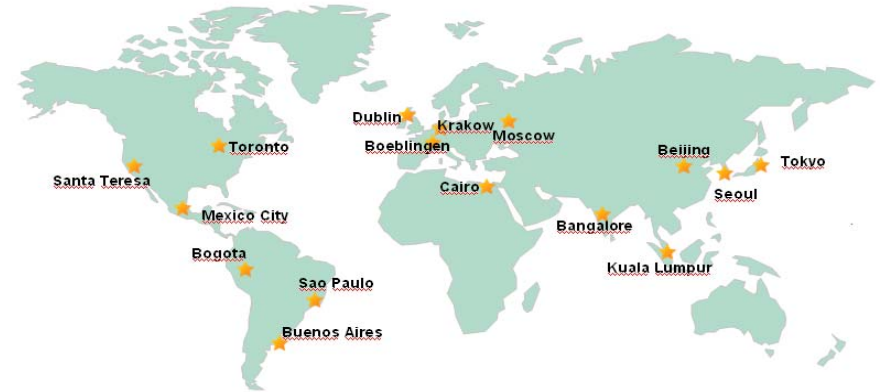 Dublin
Krakow
Moscow
Boeblingen
Toronto
Beijing
Tokyo
Santa Teresa
Cairo
Seoul
Mexico City
Bangalore
Bogota
Kuala Lumpur
Sao Paulo
Buenos Aires